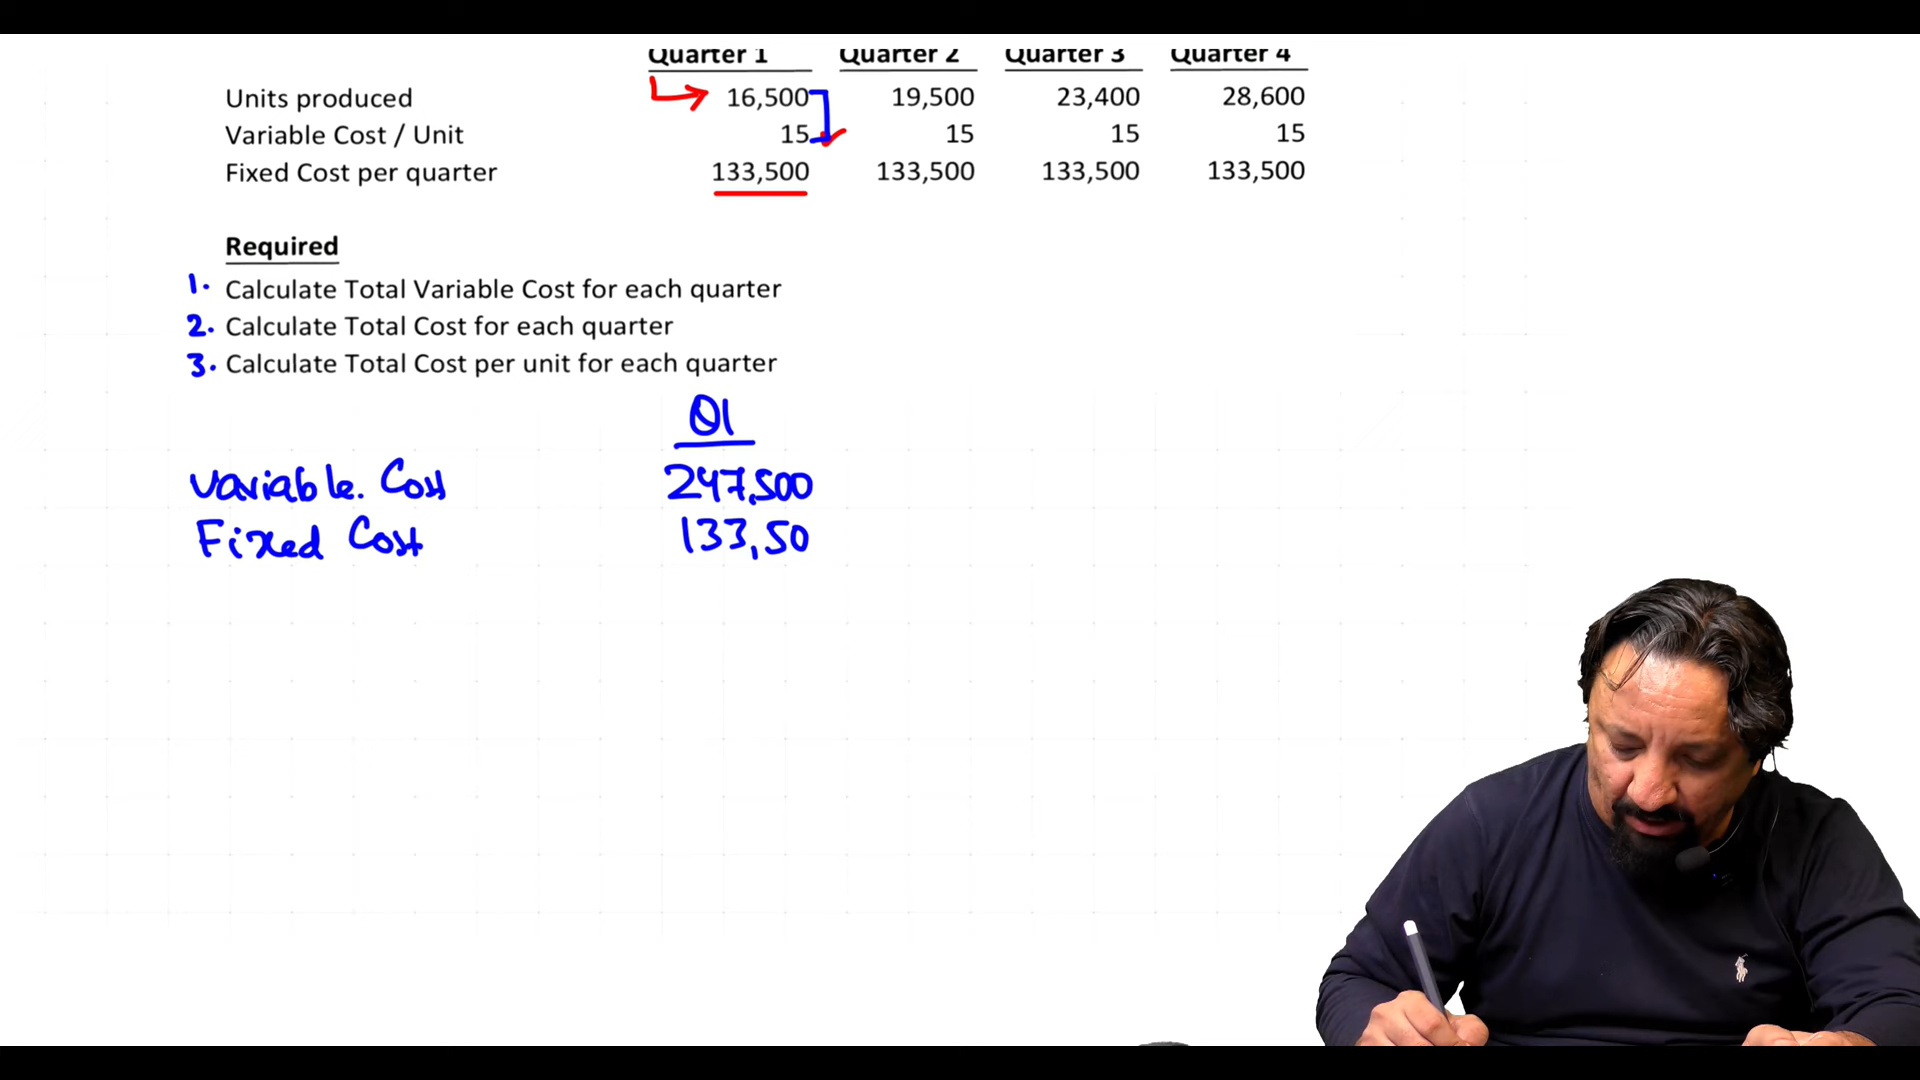 Quarter 1 Quarter 2 Quarter 3 Quarter 4
Units produced 16,500 19,500 23,400 28,600
Variable Cost / Unit 15 15 15 15
Fixed Cost per quarter 133,500 133,500 133,500 133,500
Required
1. Calculate Total Variable Cost for each quarter
2. Calculate Total Cost for each quarter
3. Calculate Total Cost per unit for each quarter
Q1
Variable. Cost 247,500
Fixed Cost 133,50